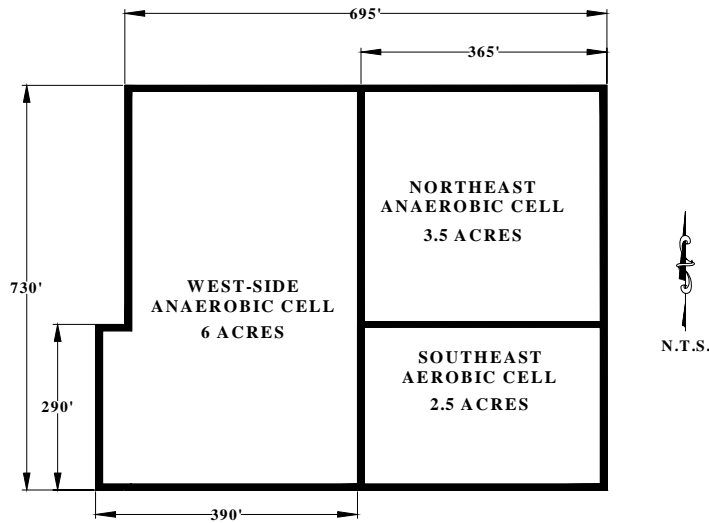 695'
365'
NORTHEAST
ANAEROBIC CELL
3.5 ACRES
730'
WEST-SIDE
ANAEROBIC CELL
6 ACRES
N.T.S.
SOUTHEAST
AEROBIC CELL
2.5 ACRES
290'
390'